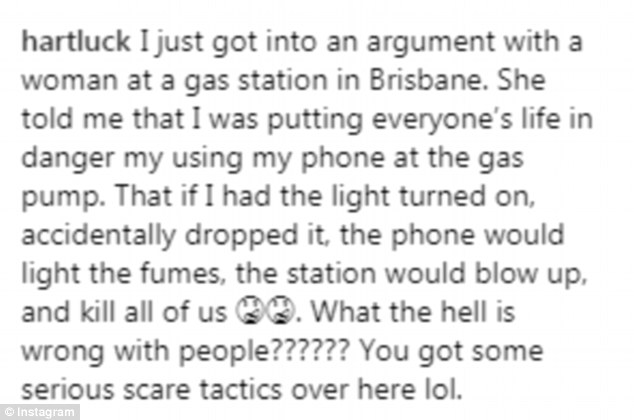 hartluck I just got into an argument with a
woman at a gas station in Brisbane. She
told me that I was putting everyone's life in
danger my using my phone at the gas
pump. That if I had the light turned on,
accidentally dropped it, the phone would
light the fumes, the station would blow up,
and kill all of us. What the hell is
wrong with people?????? You got some
serious scare tactics over here lol.
© Instagram